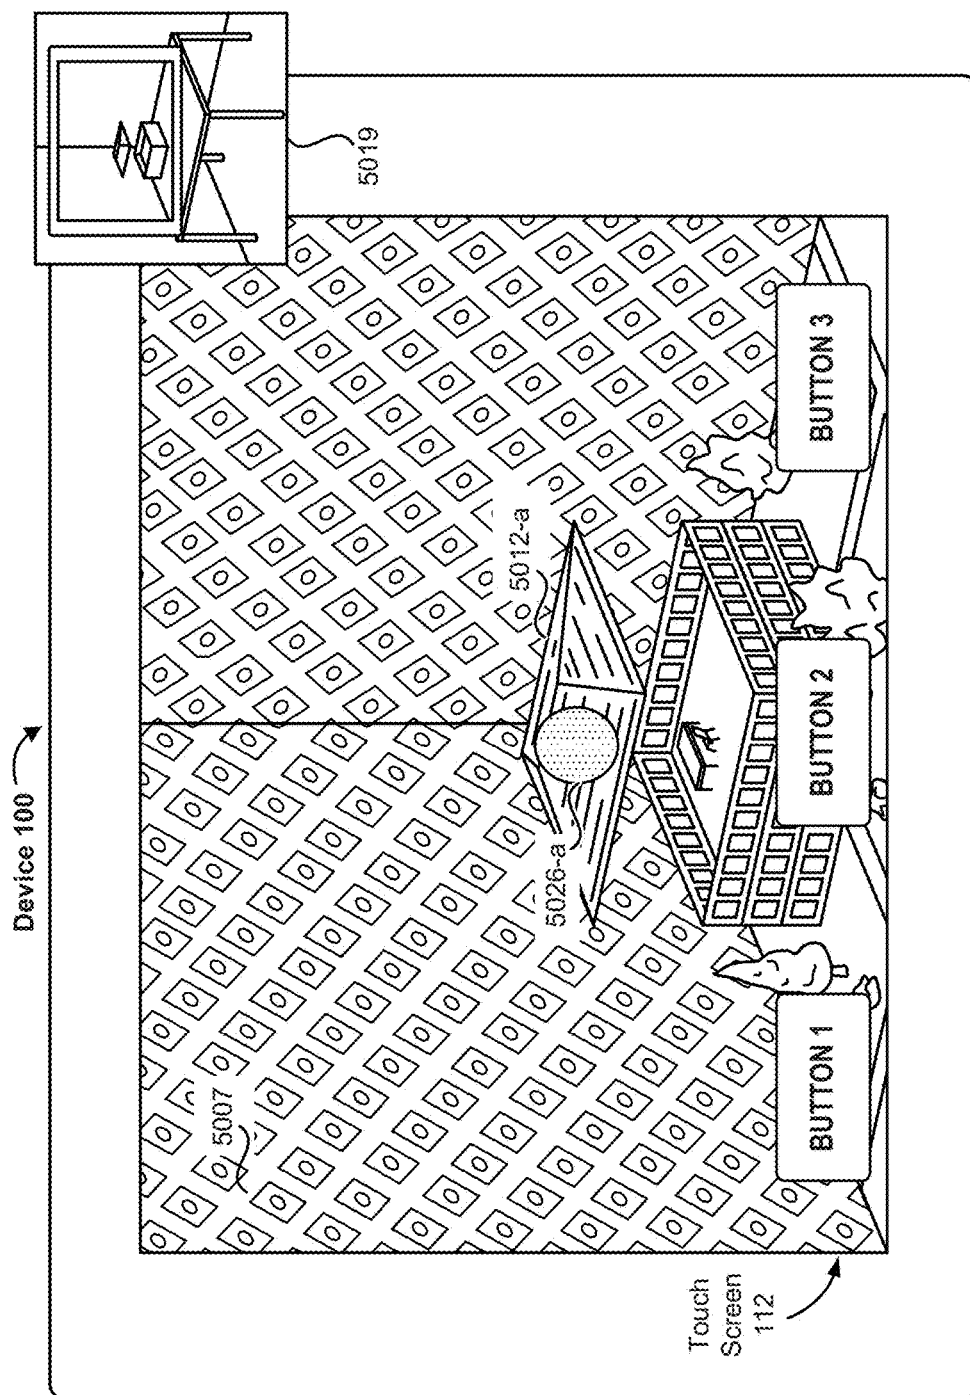 Device 100
5019
5007
5012-a
5026-a
BUTTON 1
BUTTON 2
BUTTON 3
Touch
Screen
112